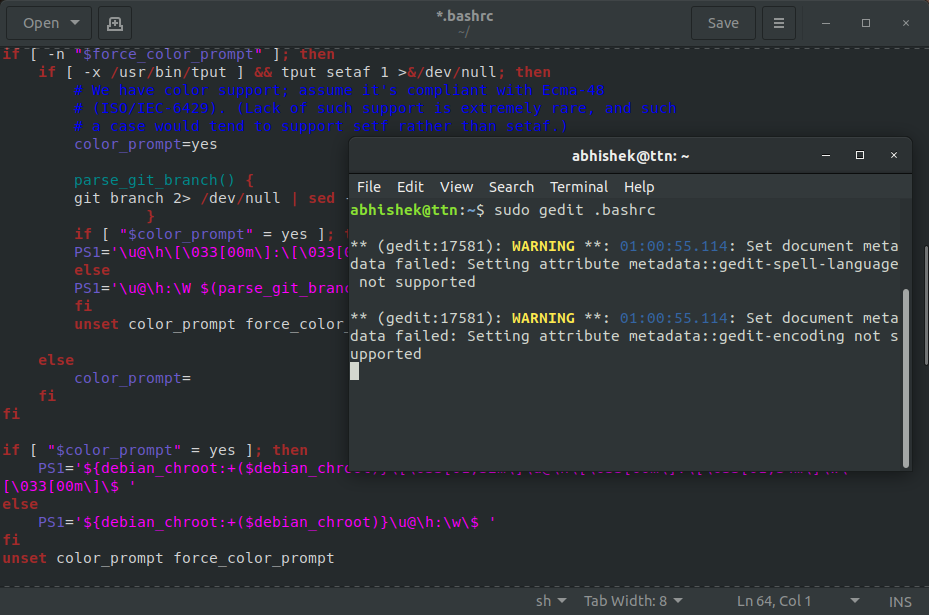 Open
*.bashrc
~/
Save
if [ -n "$force_color_prompt" ]; then
if [ -x /usr/bin/tput ] && tput setaf 1 >&/dev/null; then
# We have color support; assume it's compliant with Ecma-48
# (ISO/IEC-6429). (Lack of such support is extremely rare, and such
# a case would tend to support setf rather than setaf.)
color_prompt=yes
parse_git_branch() {
git branch 2> /dev/null | sed
}
if [ "$color_prompt" = yes ];
PS1='\u@\h\[\033[00m\]:\[\033[
else
PS1='\u@\h:\W $(parse_git_branc
fi
unset color_prompt force_color_
else
color_prompt=
fi
fi
if [ "$color_prompt" = yes ]; then
PS1='${debian_chroot:+($debian_chroot)}
[\033[00m\]\$ '
else
PS1='${debian_chroot:+($debian_chroot)}\u@\h:\w\$ '
fi
unset color_prompt force_color_prompt
sh Tab Width: 8 Ln 64, Col 1 INS
abhishek@ttn: ~
File Edit View Search Terminal Help
abhishek@ttn:~$ sudo gedit .bashrc
** (gedit:17581): WARNING **: 01:00:55.114: Set document meta
data failed: Setting attribute metadata::gedit-spell-language
not supported
** (gedit:17581): WARNING **: 01:00:55.114: Set document meta
data failed: Setting attribute metadata::gedit-encoding not s
upported